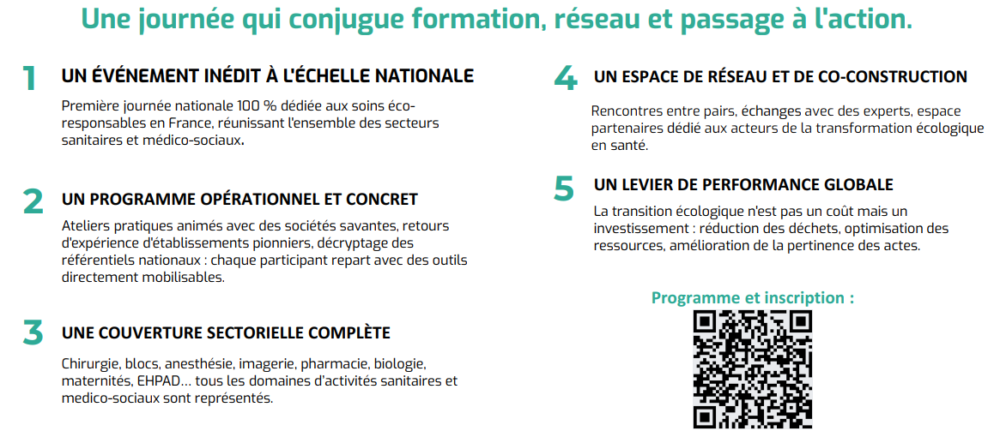 Une journée qui conjugue formation, réseau et passage à l'action.
1 UN ÉVÉNEMENT INÉDIT À L'ÉCHELLE NATIONALE
Première journée nationale 100 % dédiée aux soins éco-
responsables en France, réunissant l'ensemble des secteurs
sanitaires et médico-sociaux.
2 UN PROGRAMME OPÉRATIONNEL ET CONCRET
Ateliers pratiques animés avec des sociétés savantes, retours
d'expérience d'établissements pionniers, décryptage des
référentiels nationaux : chaque participant repart avec des outils
directement mobilisables.
3 UNE COUVERTURE SECTORIELLE COMPLÈTE
Chirurgie, blocs, anesthésie, imagerie, pharmacie, biologie,
maternités, EHPAD… tous les domaines d'activités sanitaires et
medico-sociaux sont représentés.
4 UN ESPACE DE RÉSEAU ET DE CO-CONSTRUCTION
Rencontres entre pairs, échanges avec des experts, espace
partenaires dédié aux acteurs de la transformation écologique
en santé.
5 UN LEVIER DE PERFORMANCE GLOBALE
La transition écologique n'est pas un coût mais un
investissement : réduction des déchets, optimisation des
ressources, amélioration de la pertinence des actes.
Programme et inscription :